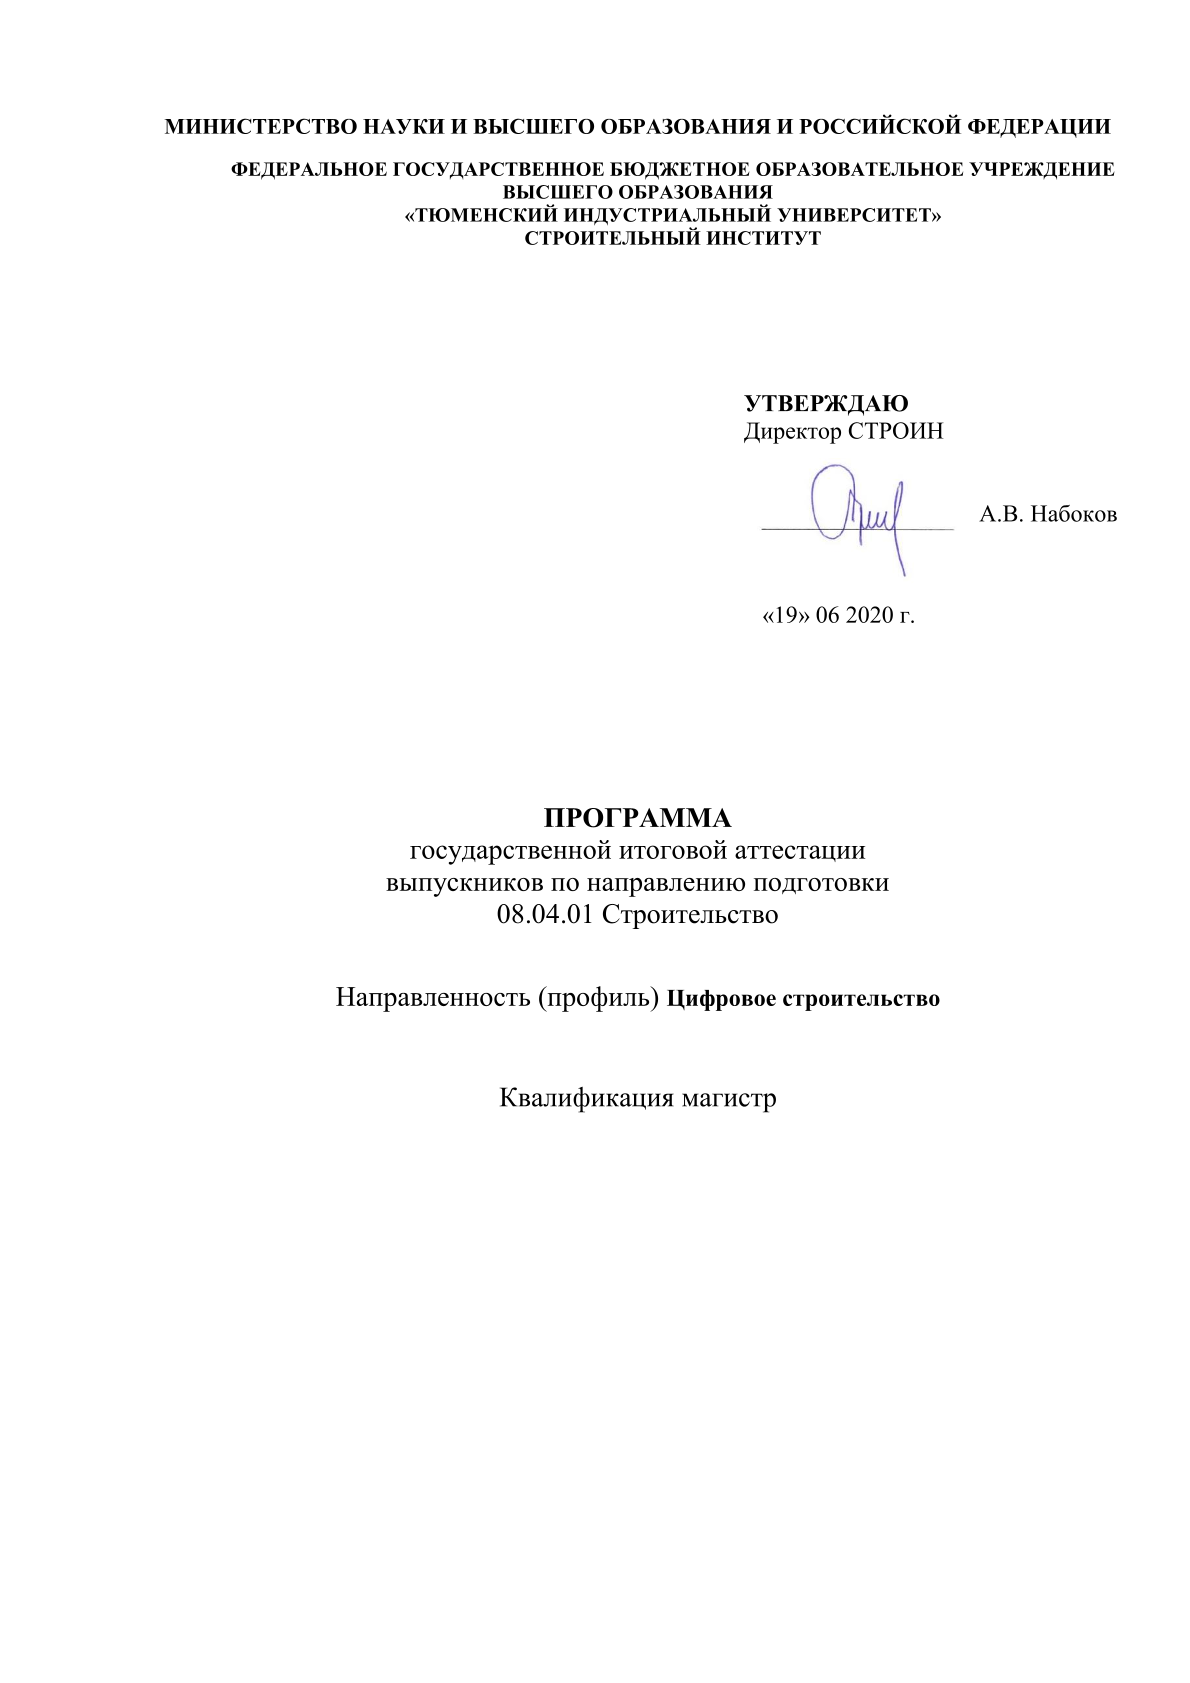 МИНИСТЕРСТВО НАУКИ И ВЫСШЕГО ОБРАЗОВАНИЯ И РОССИЙСКОЙ ФЕДЕРАЦИИ
ФЕДЕРАЛЬНОЕ ГОСУДАРСТВЕННОЕ БЮДЖЕТНОЕ ОБРАЗОВАТЕЛЬНОЕ УЧРЕЖДЕНИЕ
ВЫСШЕГО ОБРАЗОВАНИЯ
«ТЮМЕНСКИЙ ИНДУСТРИАЛЬНЫЙ УНИВЕРСИТЕТ»
СТРОИТЕЛЬНЫЙ ИНСТИТУТ
УТВЕРЖДАЮ
Директор СТРОИН
А.В. Набоков
«19» 06 2020 г.
ПРОГРАММА
государственной итоговой аттестации
выпускников по направлению подготовки
08.04.01 Строительство
Направленность (профиль) Цифровое строительство
Квалификация магистр